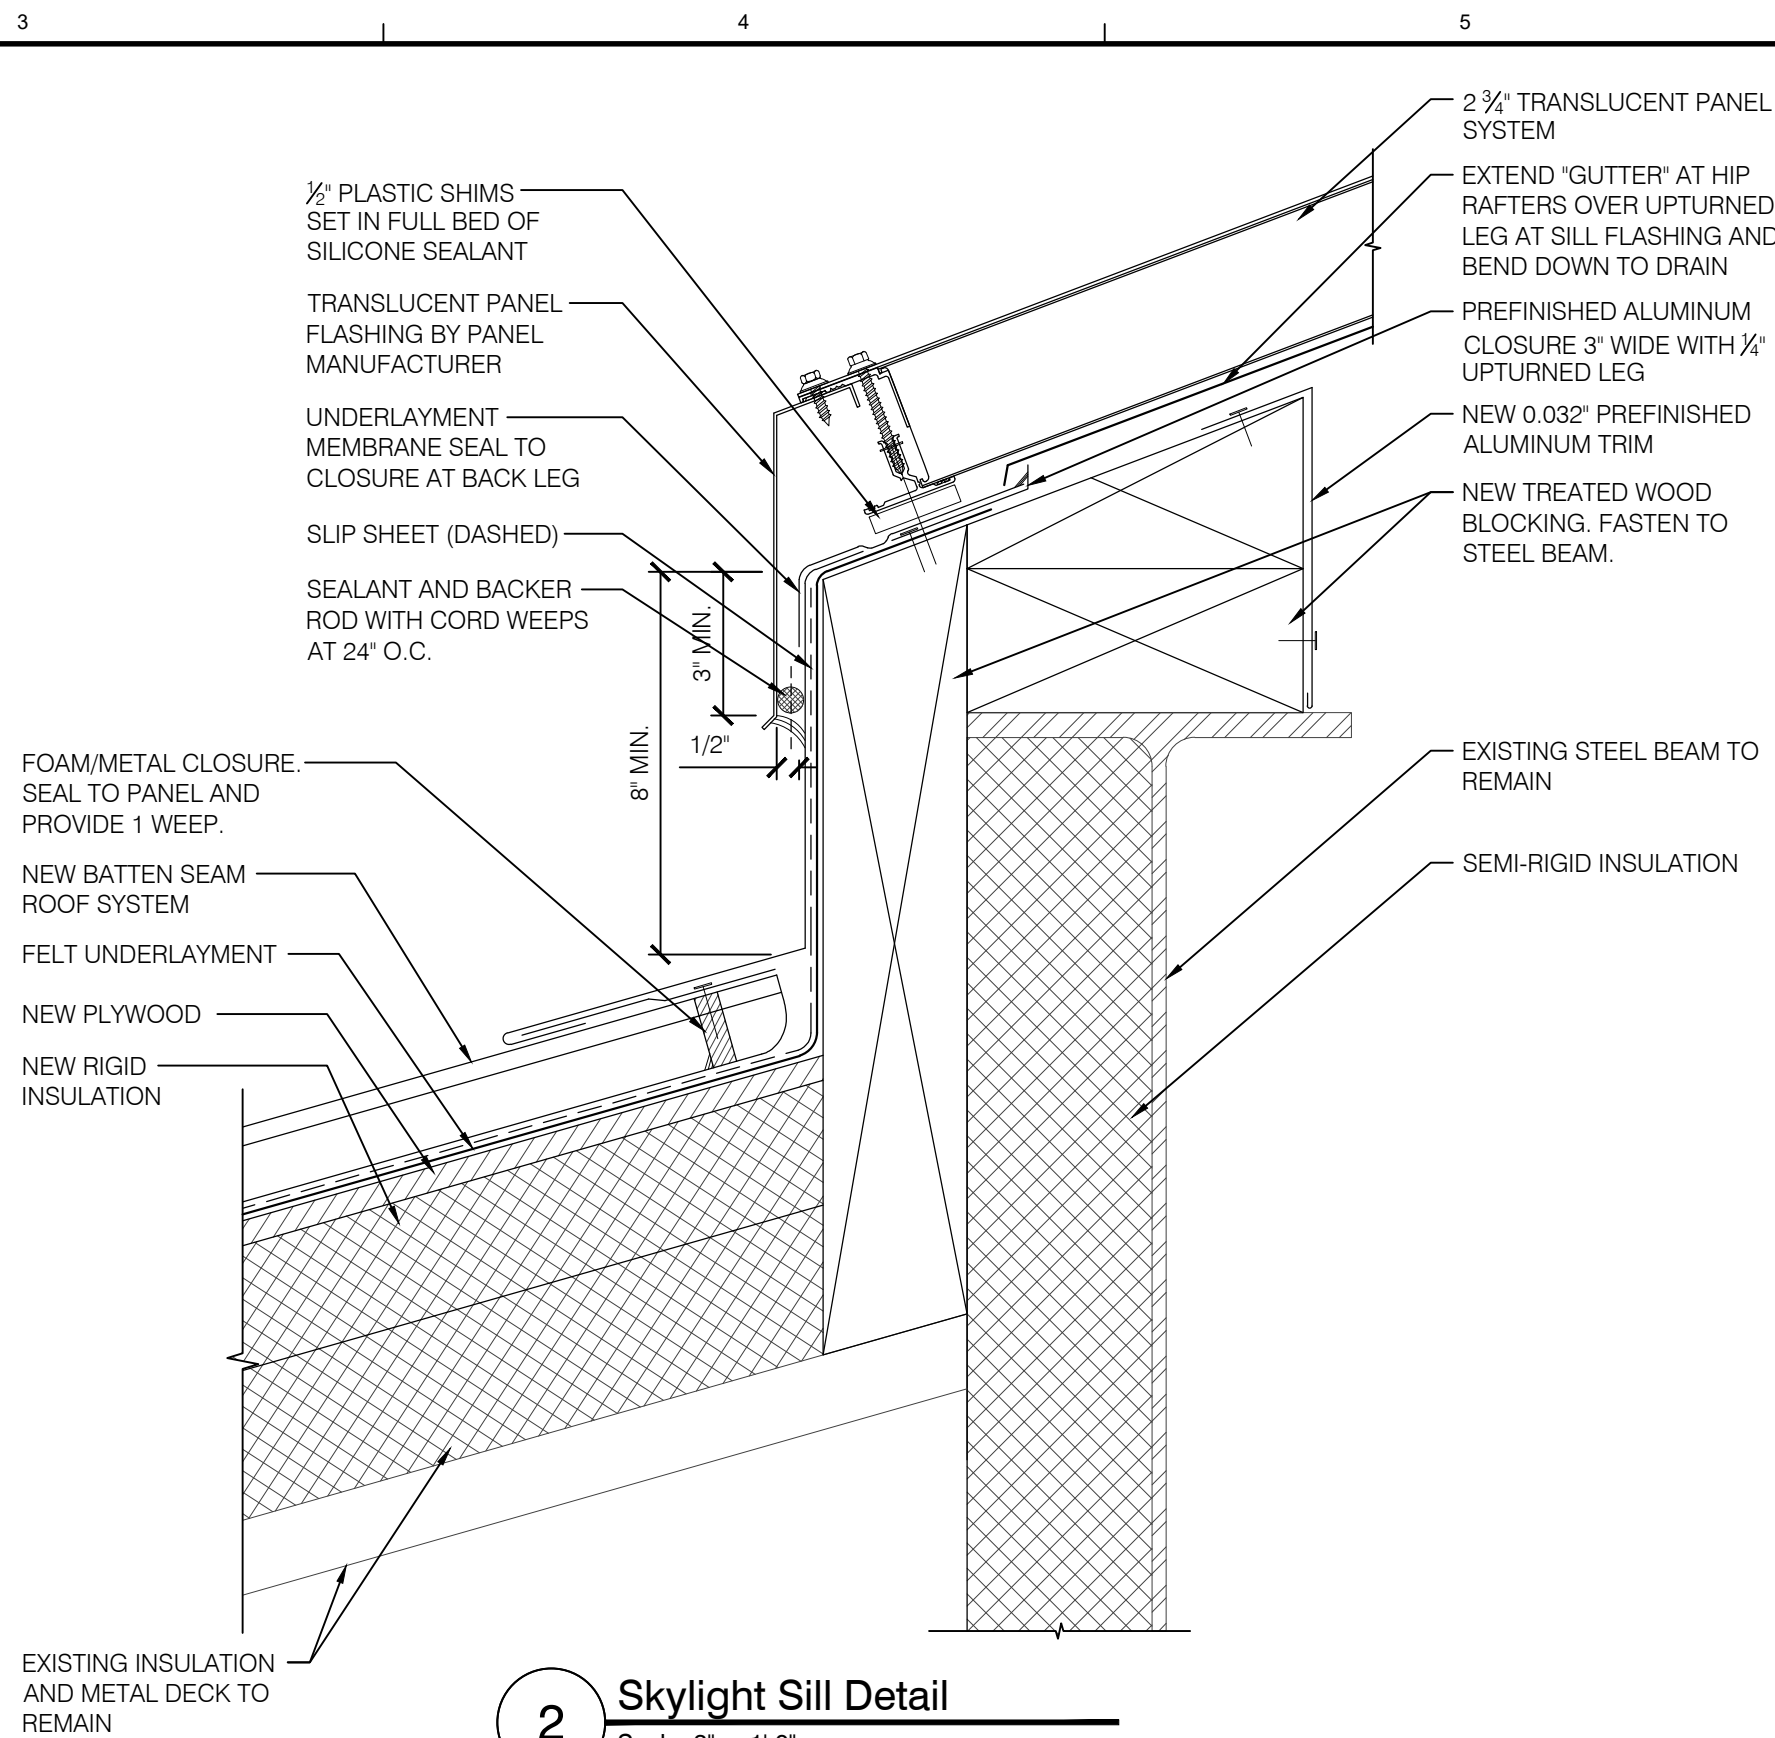 3
4
5
½" PLASTIC SHIMS
SET IN FULL BED OF
SILICONE SEALANT
TRANSLUCENT PANEL
FLASHING BY PANEL
MANUFACTURER
UNDERLAYMENT
MEMBRANE SEAL TO
CLOSURE AT BACK LEG
SLIP SHEET (DASHED)
SEALANT AND BACKER
ROD WITH CORD WEEPS
AT 24" O.C.
3" MIN.
8" MIN.
1/2"
FOAM/METAL CLOSURE.
SEAL TO PANEL AND
PROVIDE 1 WEEP.
NEW BATTEN SEAM
ROOF SYSTEM
FELT UNDERLAYMENT
NEW PLYWOOD
NEW RIGID
INSULATION
EXISTING INSULATION
AND METAL DECK TO
REMAIN
2 ¾" TRANSLUCENT PANEL
SYSTEM
EXTEND "GUTTER" AT HIP
RAFTERS OVER UPTURNED
LEG AT SILL FLASHING AND
BEND DOWN TO DRAIN
PREFINISHED ALUMINUM
CLOSURE 3" WIDE WITH ¼"
UPTURNED LEG
NEW 0.032" PREFINISHED
ALUMINUM TRIM
NEW TREATED WOOD
BLOCKING. FASTEN TO
STEEL BEAM.
EXISTING STEEL BEAM TO
REMAIN
SEMI-RIGID INSULATION
2
Skylight Sill Detail